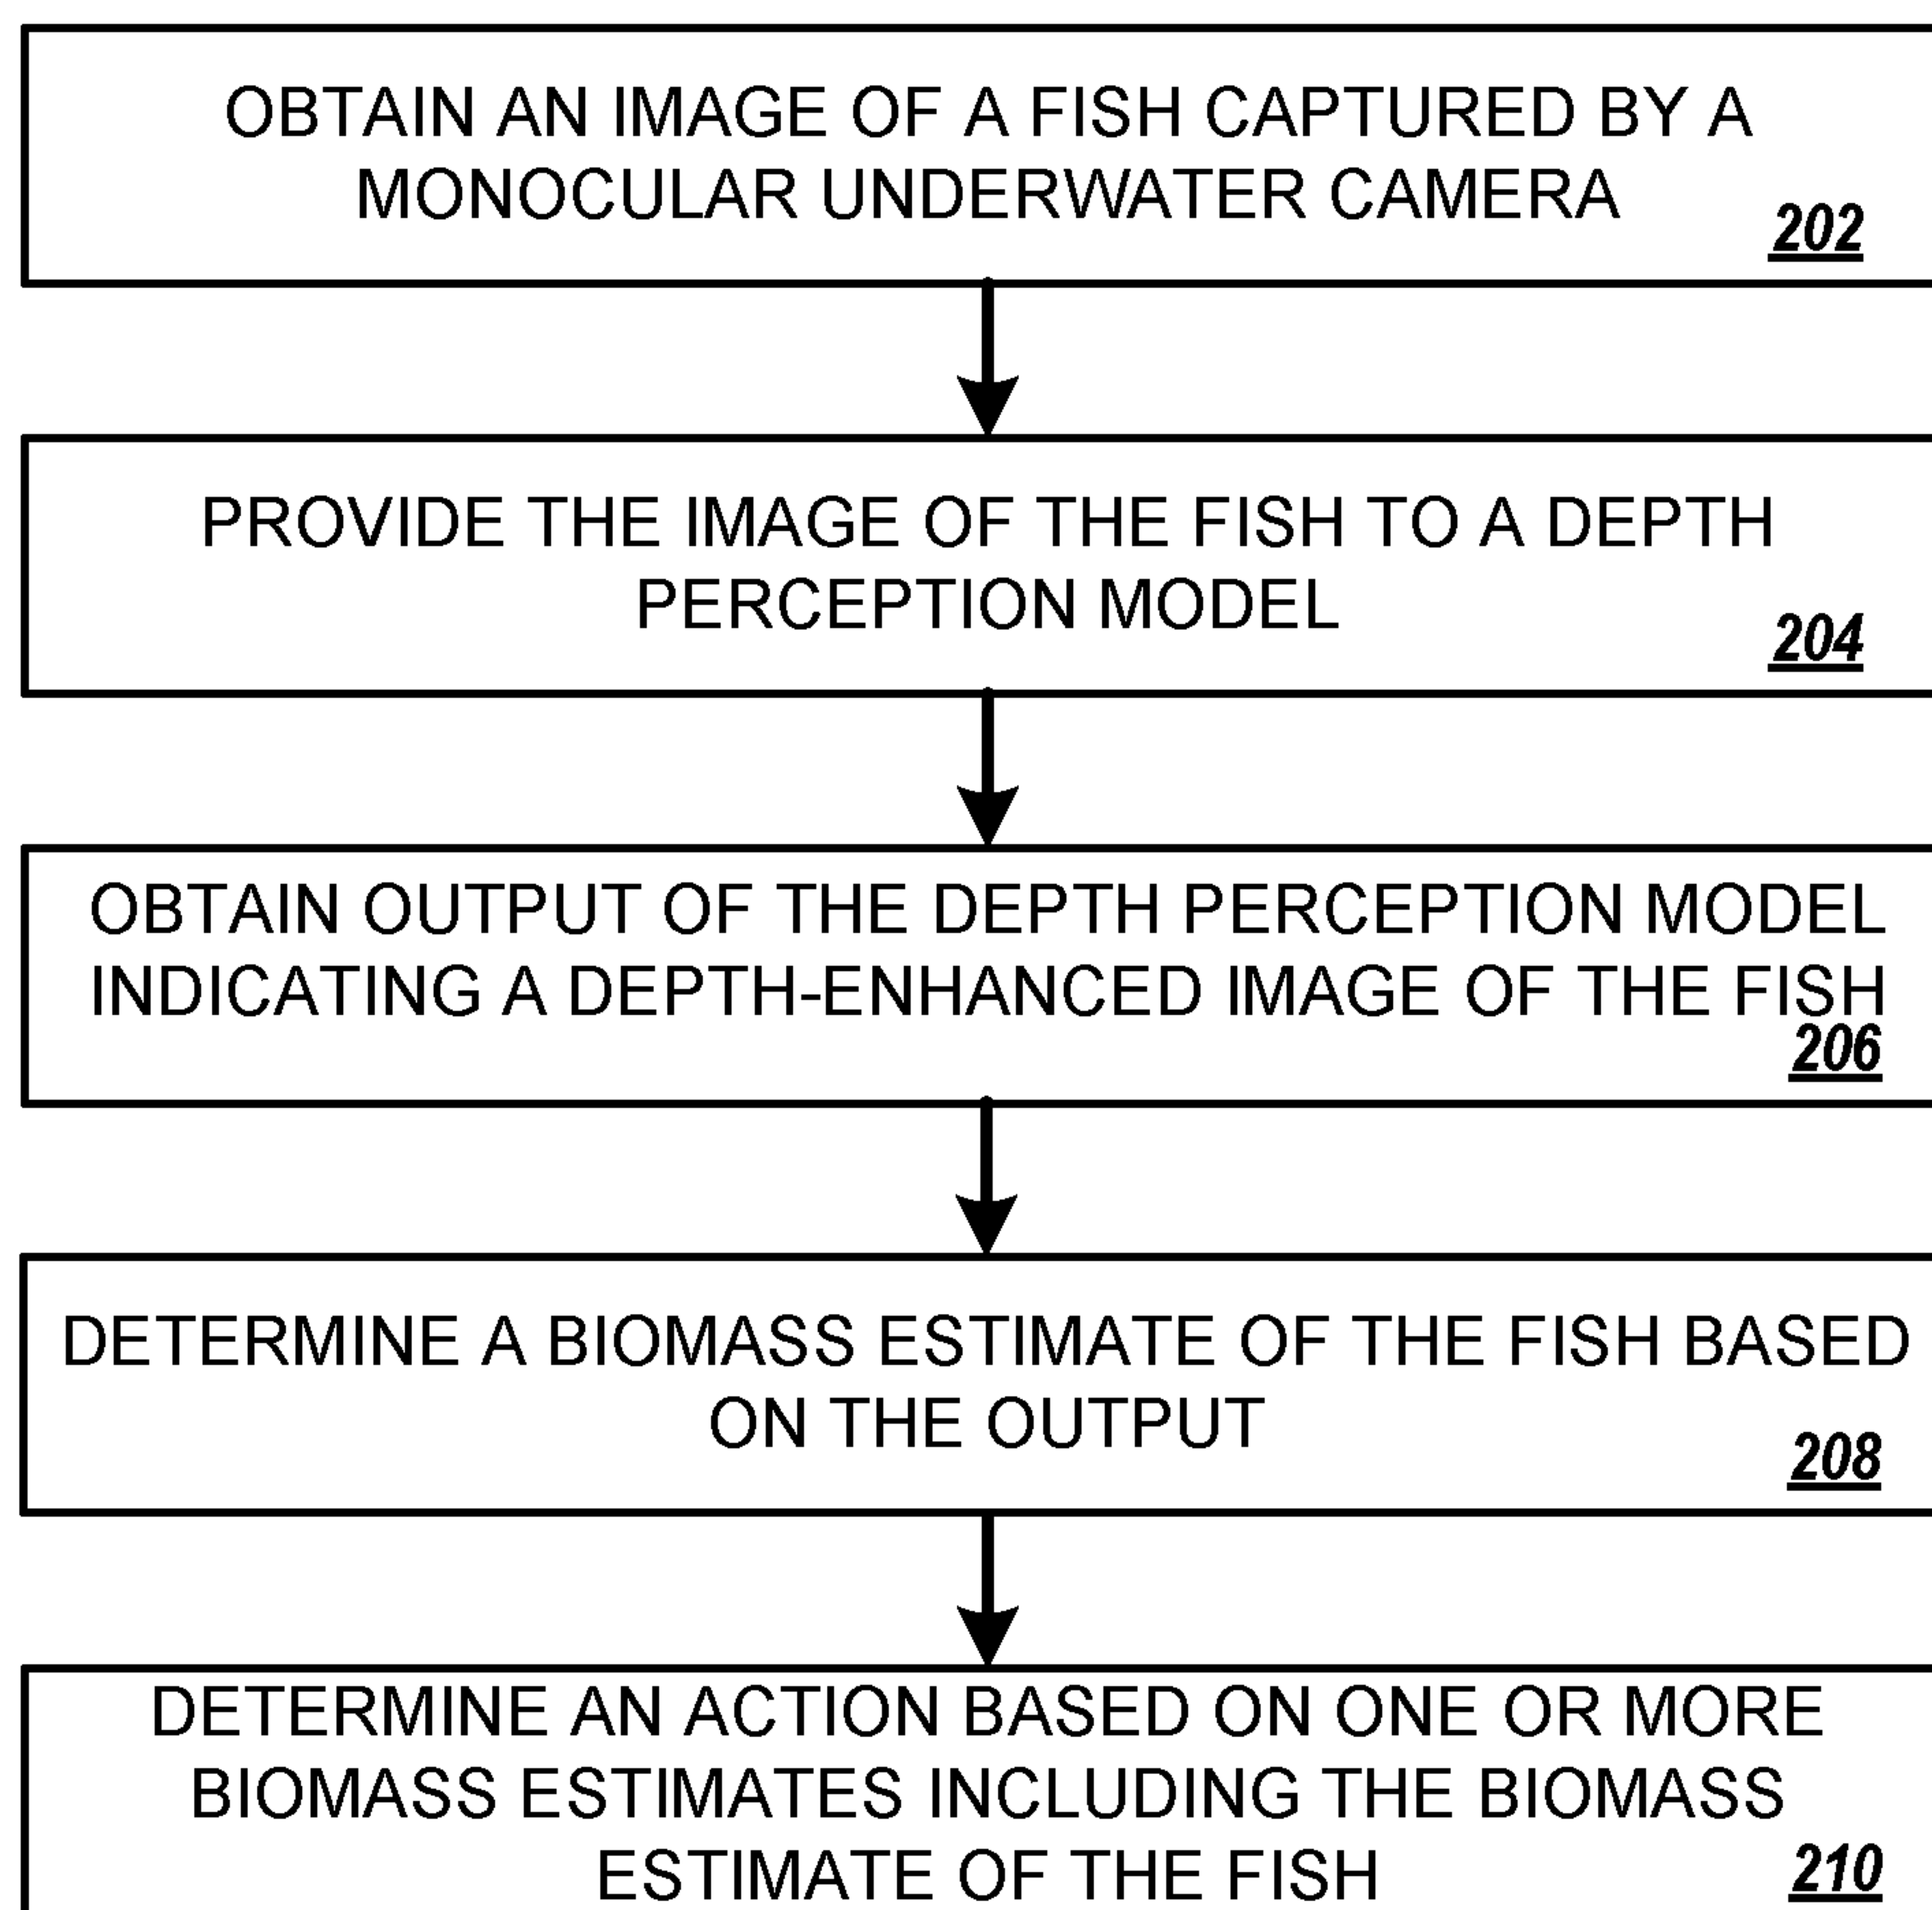 OBTAIN AN IMAGE OF A FISH CAPTURED BY A
MONOCULAR UNDERWATER CAMERA
202
PROVIDE THE IMAGE OF THE FISH TO A DEPTH
PERCEPTION MODEL
204
OBTAIN OUTPUT OF THE DEPTH PERCEPTION MODEL
INDICATING A DEPTH-ENHANCED IMAGE OF THE FISH
206
DETERMINE A BIOMASS ESTIMATE OF THE FISH BASED
ON THE OUTPUT
208
DETERMINE AN ACTION BASED ON ONE OR MORE
BIOMASS ESTIMATES INCLUDING THE BIOMASS
ESTIMATE OF THE FISH
210